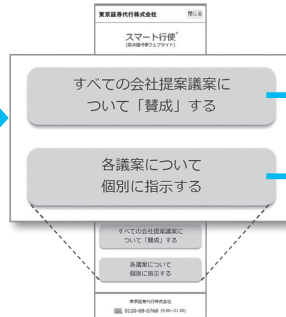 東京証券代行株式会社 閉じる
スマート行使®
(議決権行使ウェブサイト)
すべての会社提案議案に
ついて「賛成」する
各議案について
個別に指示する
すべての会社提案議案に
ついて「賛成」する
各議案について
個別に指示する
東京証券代行株式会社
0120-88-0768 (9:00~21:00)